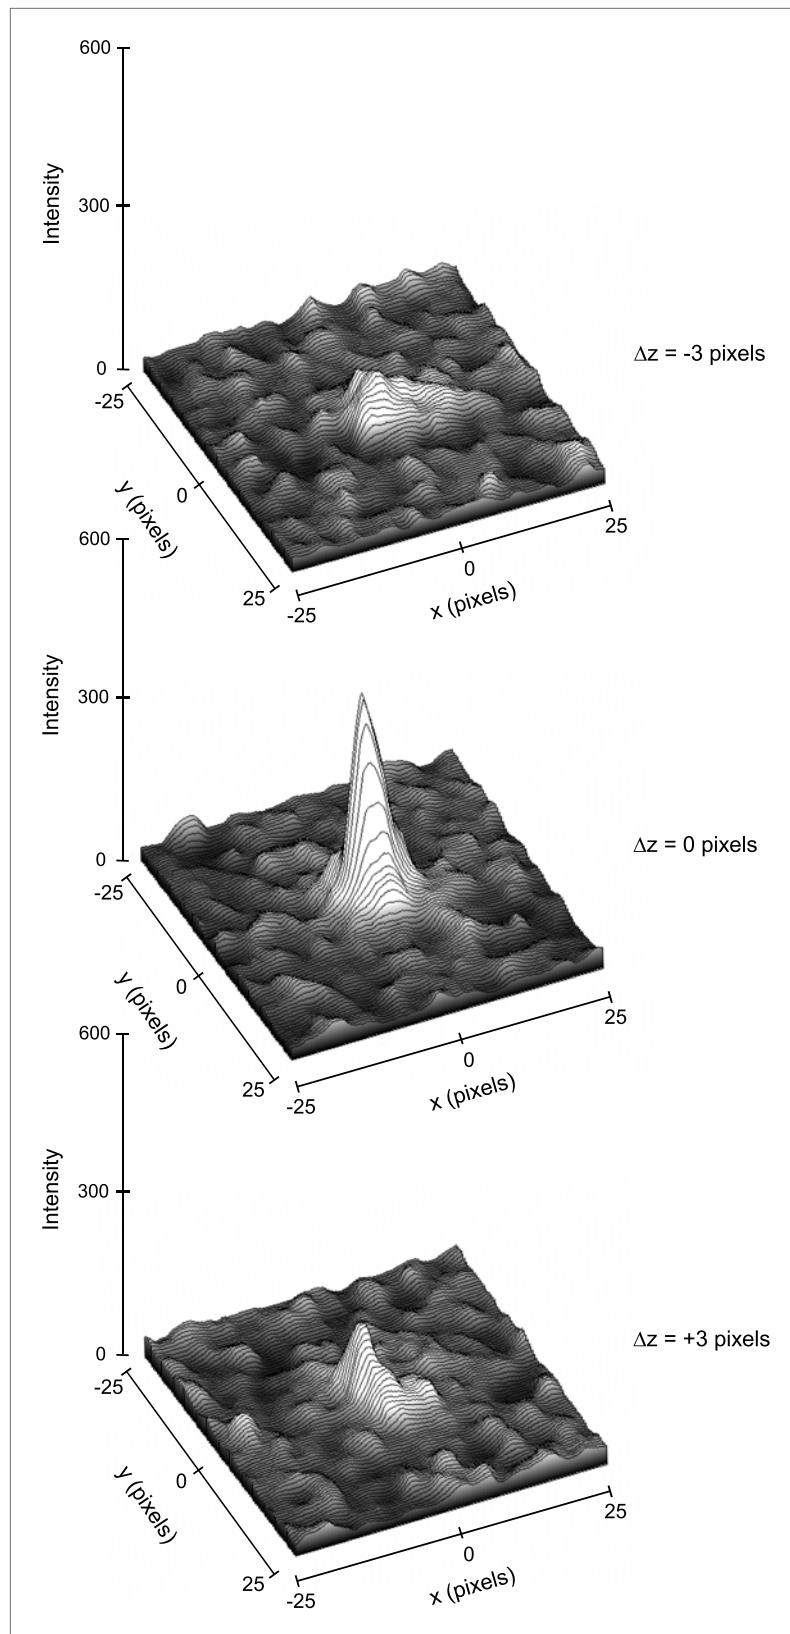 600
Intensity
300
0
Δz = -3 pixels
-25
y (pixels)
0
25
-25
0
25
x (pixels)
600
Intensity
300
0
Δz = 0 pixels
-25
y (pixels)
0
25
-25
0
25
x (pixels)
600
Intensity
300
0
Δz = +3 pixels
-25
y (pixels)
0
25
-25
0
25
x (pixels)